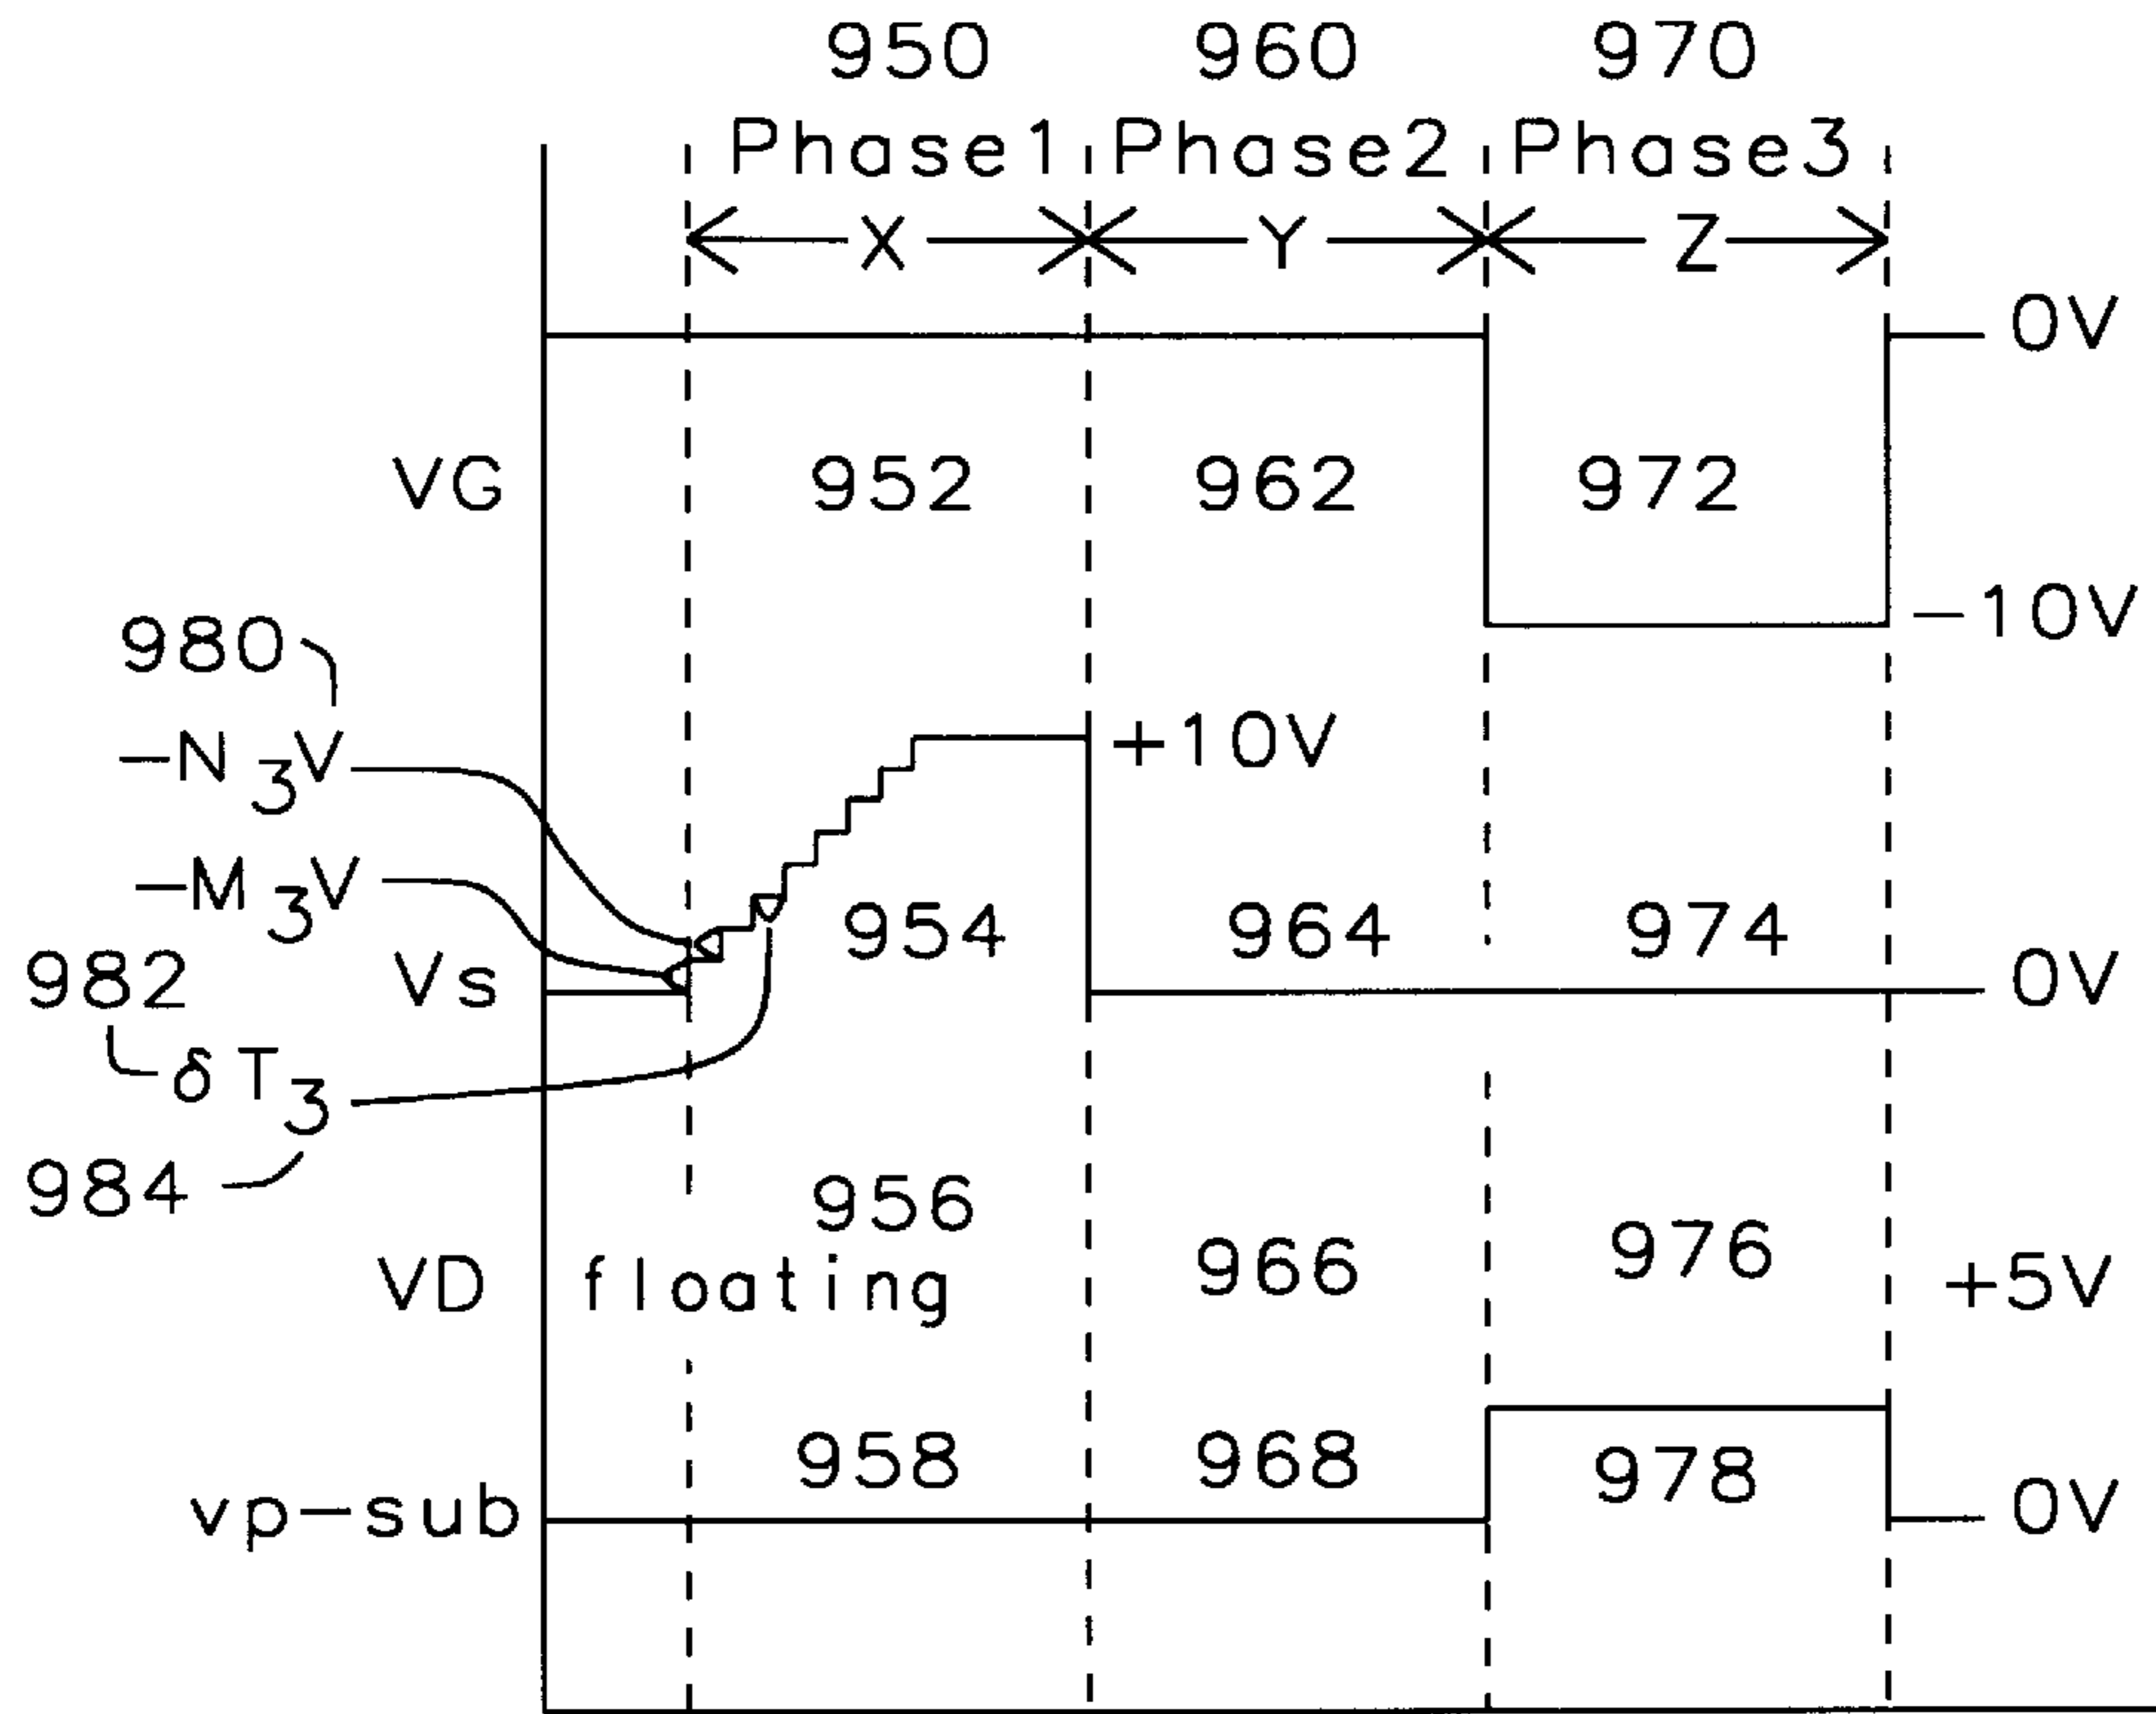 950 960 970
Phase1 Phase2 Phase3
X Y Z
0V
VG 952 962 972
-10V
980
-N3V
+10V
-M3V
954 964 974
982 Vs 0V
δT3
984
956
966 976
VD floating +5V
958 968 978
vp-sub 0V